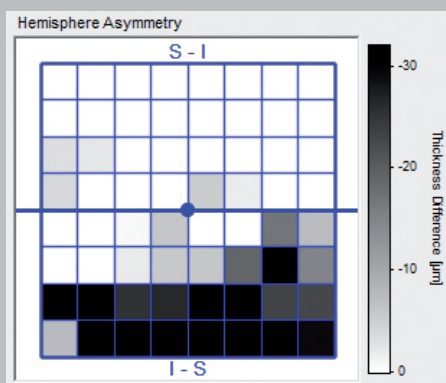 Hemisphere Asymmetry
S - I
-30
-20
-10
0
Thickness Difference [µm]
I - S